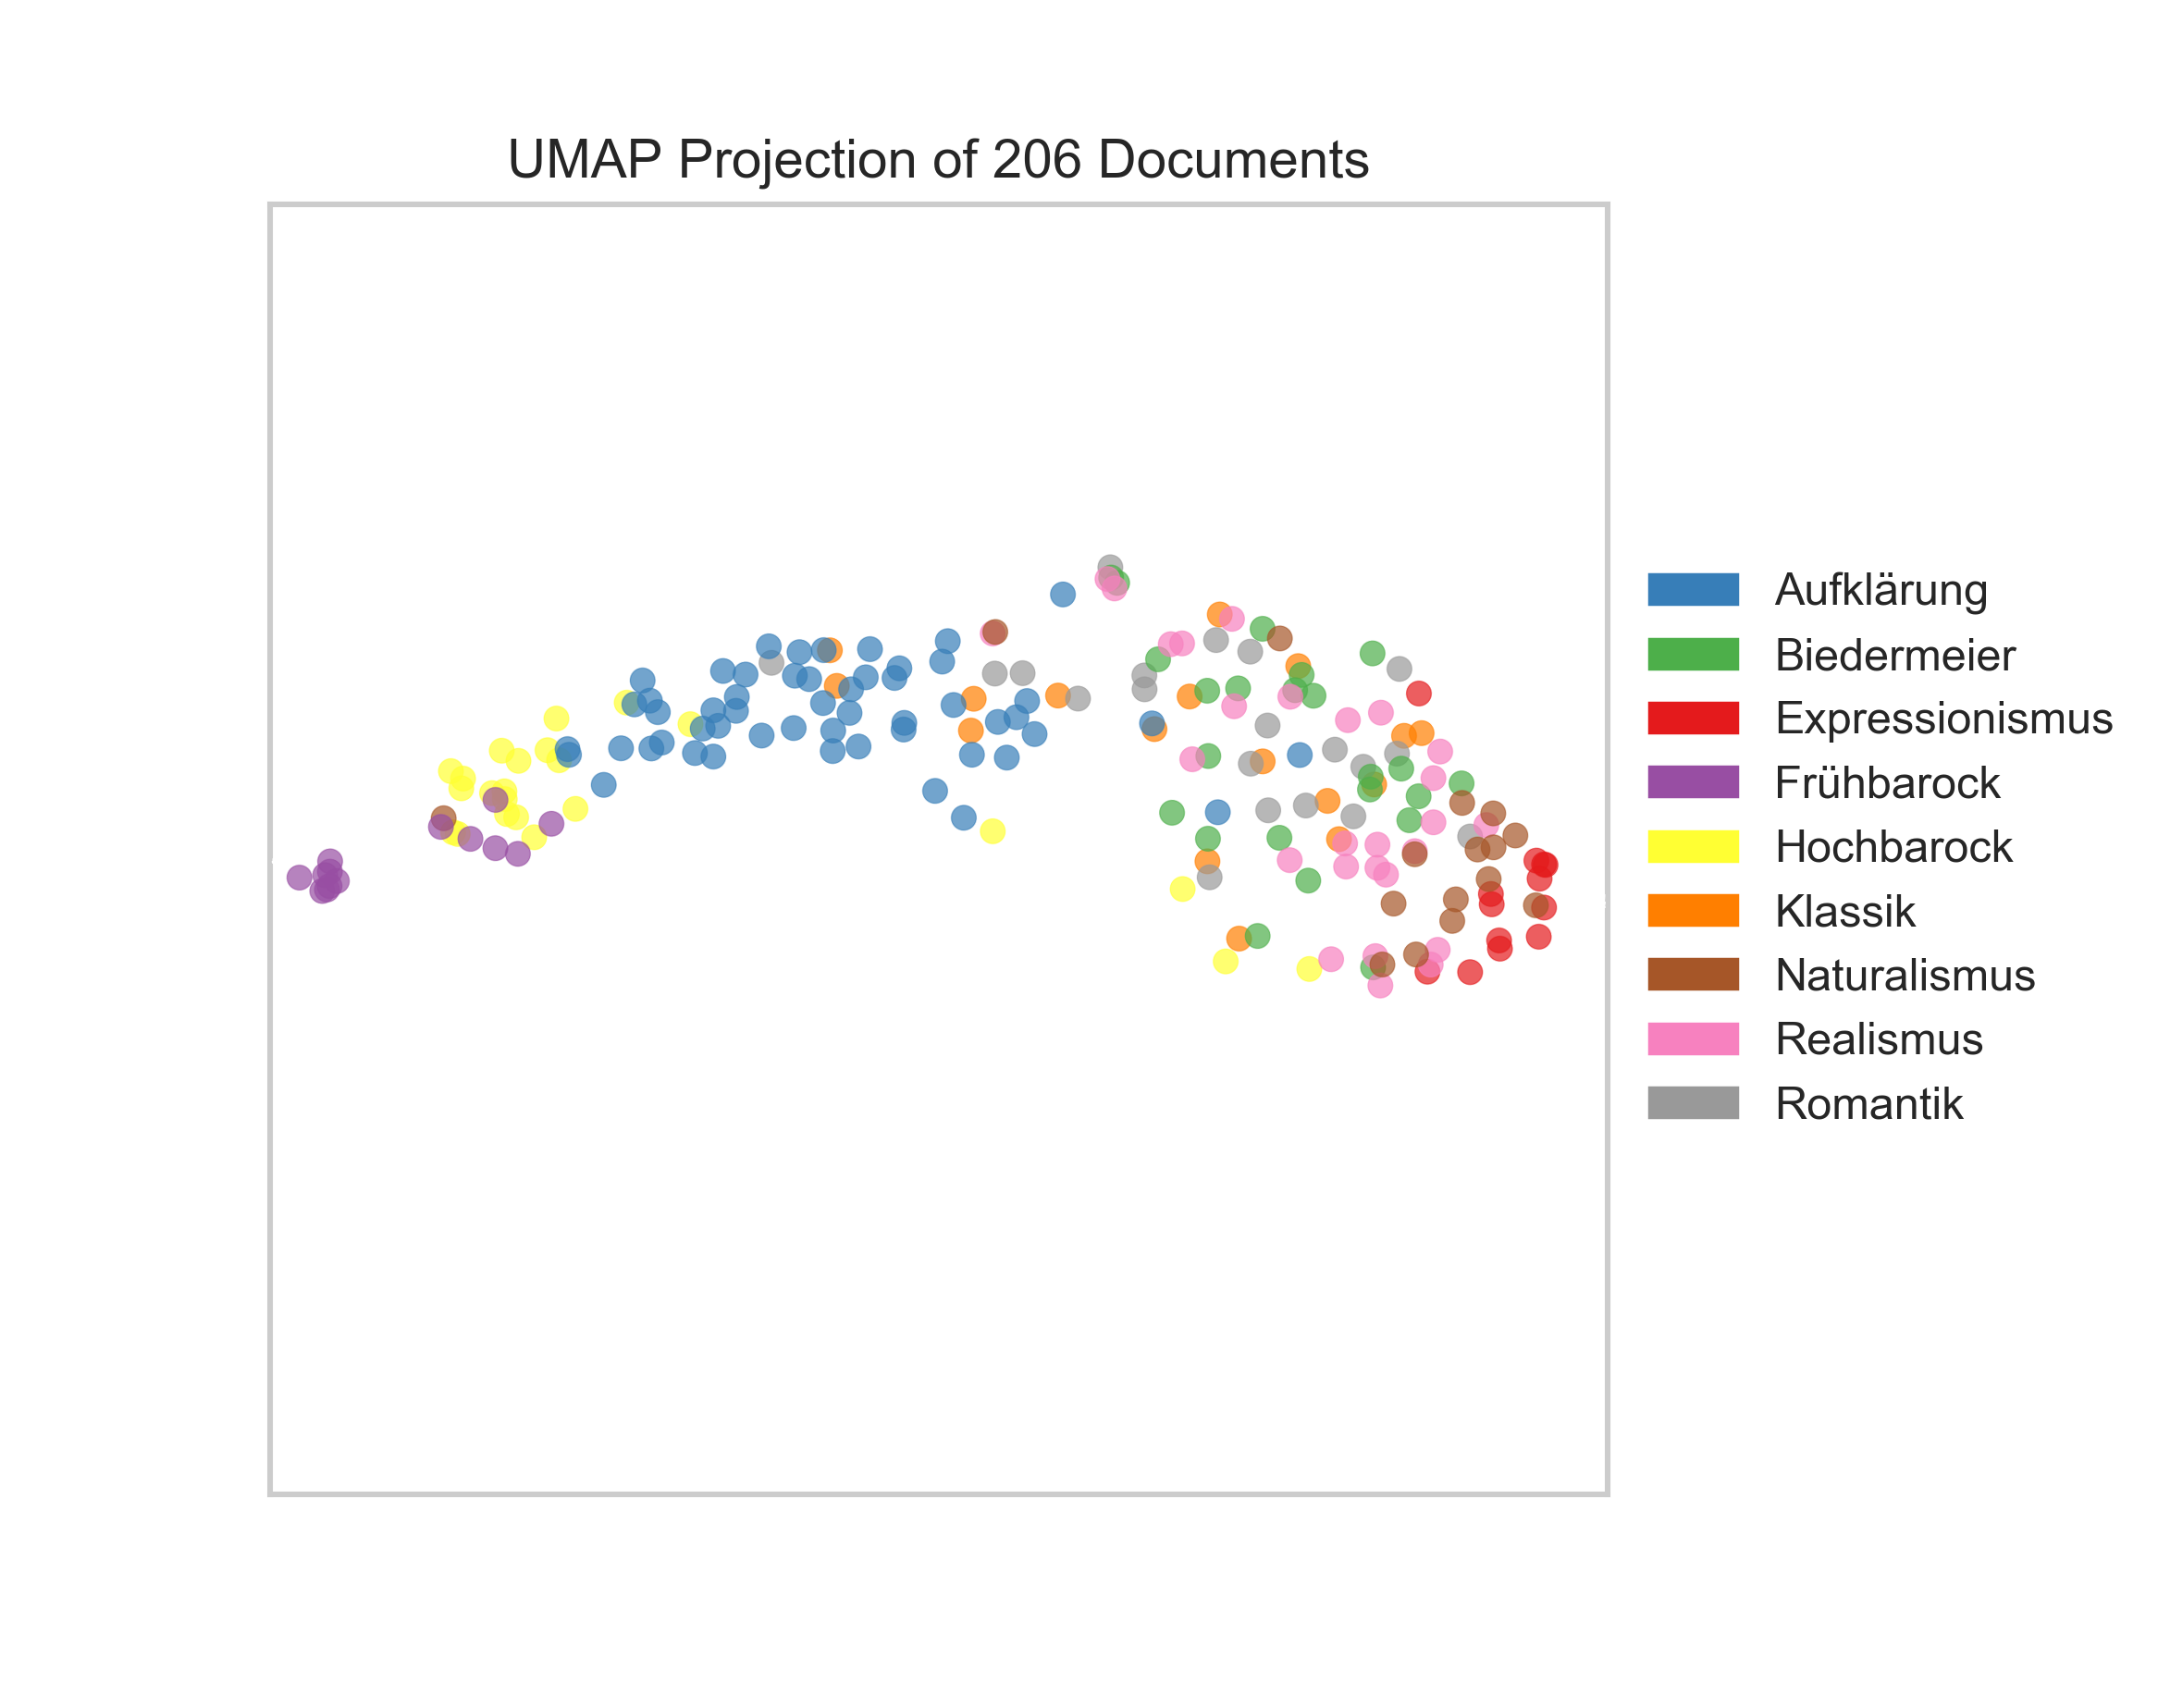 UMAP Projection of 206 Documents
Aufklärung
Biedermeier
Expressionismus
Frühbarock
Hochbarock
Klassik
Naturalismus
Realismus
Romantik